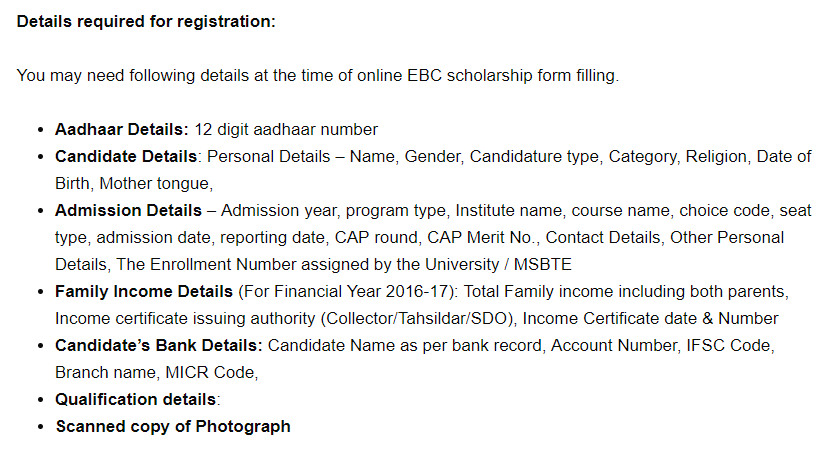 Details required for registration:
You may need following details at the time of online EBC scholarship form filling.
• Aadhaar Details: 12 digit aadhaar number
• Candidate Details: Personal Details – Name, Gender, Candidature type, Category, Religion, Date of
Birth, Mother tongue,
• Admission Details – Admission year, program type, Institute name, course name, choice code, seat
type, admission date, reporting date, CAP round, CAP Merit No., Contact Details, Other Personal
Details, The Enrollment Number assigned by the University / MSBTE
• Family Income Details (For Financial Year 2016-17): Total Family income including both parents,
Income certificate issuing authority (Collector/Tahsildar/SDO), Income Certificate date & Number
• Candidate’s Bank Details: Candidate Name as per bank record, Account Number, IFSC Code,
Branch name, MICR Code,
• Qualification details:
• Scanned copy of Photograph